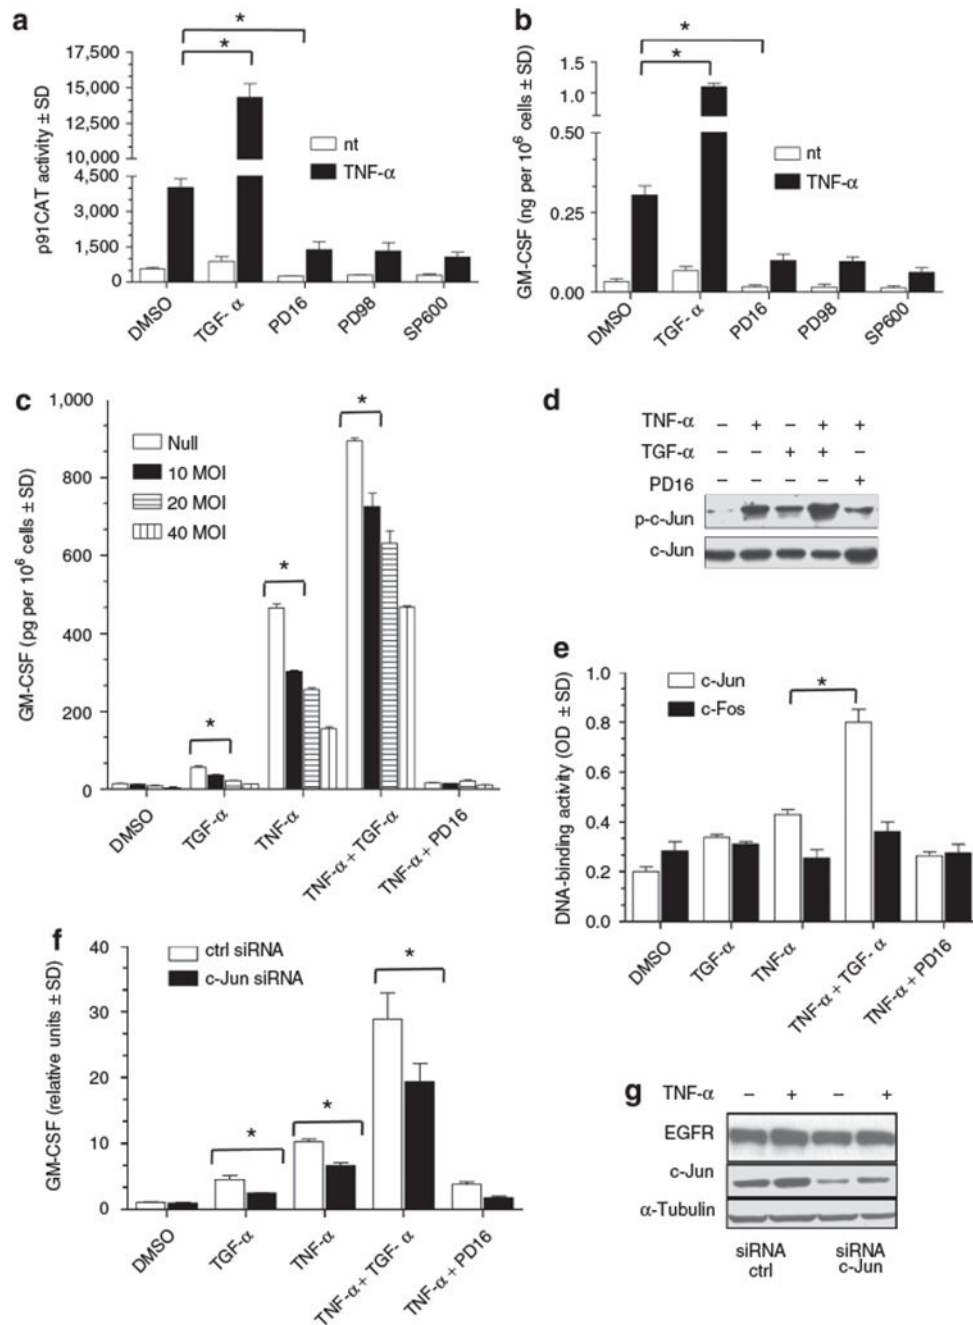 a
*
*
17,500
15,000
12,500
10,000
4,500
3,000
1,500
0
p91CAT activity ± SD
nt
TNF-α
DMSO
TGF- α
PD16
PD98
SP600
b
*
*
1.5
1.0
0.50
0.25
0.00
GM-CSF (ng per 10⁶ cells ± SD)
nt
TNF-α
DMSO
TGF- α
PD16
PD98
SP600
c
1,000
800
600
400
200
0
GM-CSF (pg per 10⁶ cells ± SD)
Null
10 MOI
20 MOI
40 MOI
*
*
*
DMSO
TGF-α
TNF-α
TNF-α + TGF-α
TNF-α + PD16
d
TNF-α – + – + +
TGF-α – – + + –
PD16 – – – – +
p-c-Jun
c-Jun
e
1.0
0.8
0.6
0.4
0.2
0.0
DNA-binding activity (OD ± SD)
c-Jun
c-Fos
*
DMSO
TGF-α
TNF-α
TNF-α + TGF- α
TNF-α + PD16
f
40
30
20
10
0
GM-CSF (relative units ± SD)
ctrl siRNA
c-Jun siRNA
*
*
*
DMSO
TGF-α
TNF-α
TNF-α + TGF- α
TNF-α + PD16
g
TNF-α – + – +
EGFR
c-Jun
α-Tubulin
siRNA ctrl
siRNA c-Jun